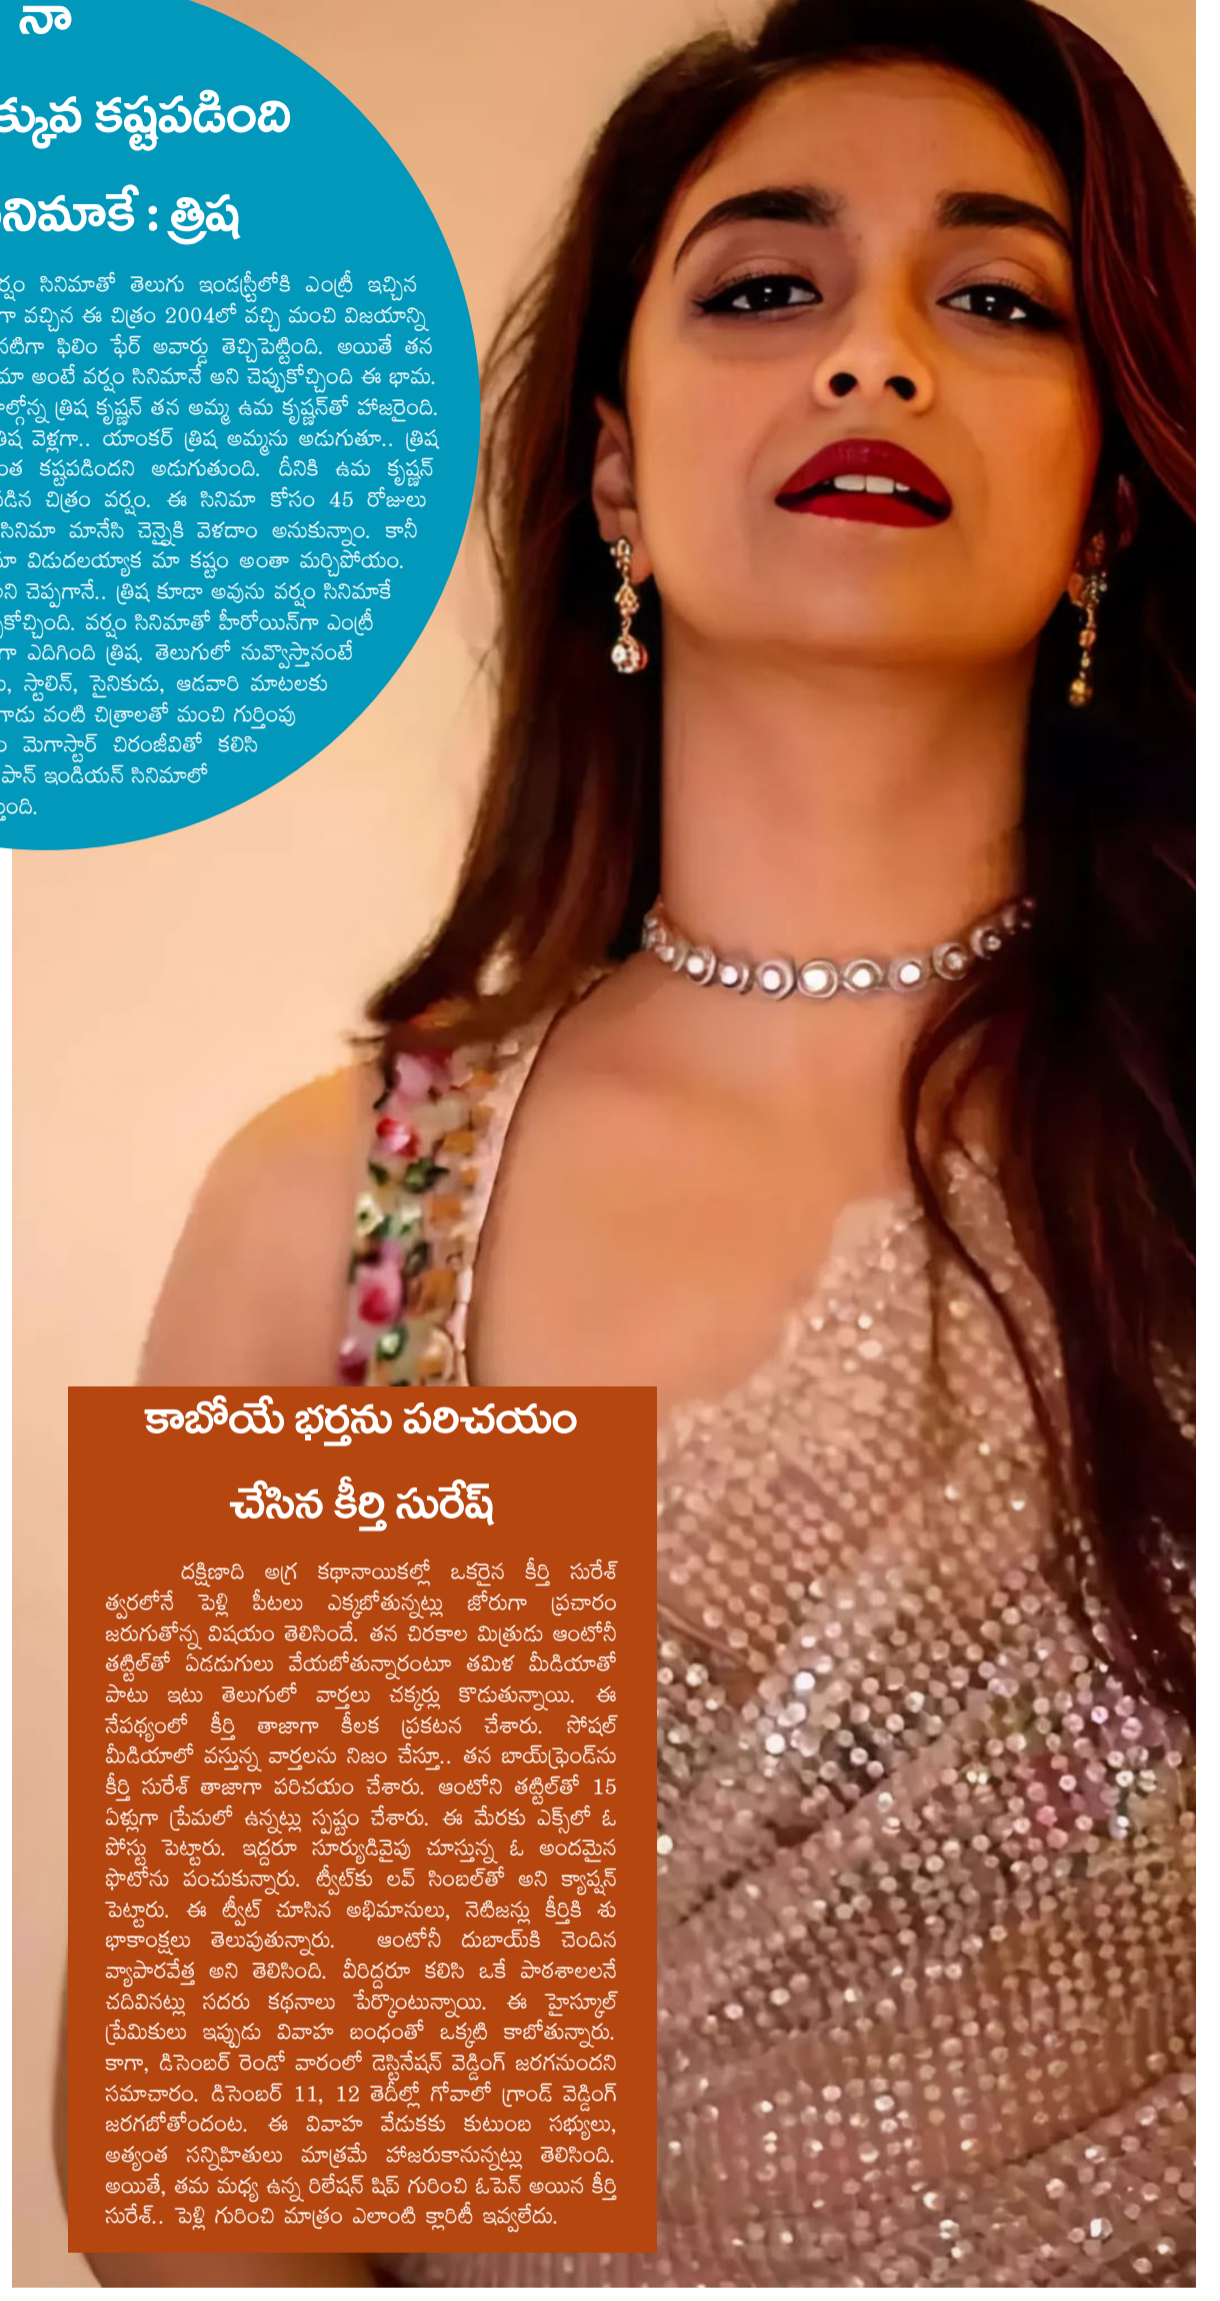 నా
కష్టపడింది
: త్రిష
సినిమాతో తెలుగు ఇండస్ట్రీలోకి ఎంట్రీ ఇచ్చిన
వచ్చిన ఈ చిత్రం 2004లో వచ్చి మంచి విజయాన్ని
ఫిలిం ఫేర్ అవార్డు తెచ్చిపెట్టింది. అయితే తన
అంటే వర్షం సినిమానే అని చెప్పుకోచ్చింది ఈ భామ.
త్రిష కృష్ణన్ తన అమ్మ ఉమ కృష్ణన్‌తో హాజరైంది.
వెళ్లగా.. యాంకర్ త్రిష అమ్మను అడుగుతూ.. త్రిష
కష్టపడిందని అడుగుతుంది. దీనికి ఉమ కృష్ణన్
చిత్రం వర్షం. ఈ సినిమా కోసం 45 రోజులు
సినిమా మానేసి చెన్నైకి వెళదాం అనుకున్నాం. కానీ
విడుదలయ్యాక మా కష్టం అంతా మర్చిపోయం.
చెప్పగానే.. త్రిష కూడా అవును వర్షం సినిమాకే
వర్షం సినిమాతో హీరోయిన్‌గా ఎంట్రీ
ఎదిగింది త్రిష. తెలుగులో నువ్వొస్తానంటే
స్టాలిన్, సైనికుడు, ఆడవారి మాటలకు
వంటి చిత్రాలతో మంచి గుర్తింపు
మెగాస్టార్ చిరంజీవితో కలిసి
పాన్ ఇండియన్ సినిమాలో
కాబోయే భర్తను పరిచయం
చేసిన కీర్తి సురేష్
దక్షిణాది అగ్ర కథానాయికల్లో ఒకరైన కీర్తి సురేశ్
త్వరలోనే పెళ్లి పీటలు ఎక్కబోతున్నట్లు జోరుగా ప్రచారం
జరుగుతోన్న విషయం తెలిసిందే. తన చిరకాల మిత్రుడు ఆంటోనీ
తట్టిల్‌తో ఏడడుగులు వేయబోతున్నారంటూ తమిళ మీడియాతో
పాటు ఇటు తెలుగులో వార్తలు చక్కర్లు కొడుతున్నాయి. ఈ
నేపథ్యంలో కీర్తి తాజాగా కీలక ప్రకటన చేశారు. సోషల్
మీడియాలో వస్తున్న వార్తలను నిజం చేస్తూ.. తన బాయ్‌ఫ్రెండ్‌ను
కీర్తి సురేశ్ తాజాగా పరిచయం చేశారు. ఆంటోని తట్టిల్‌తో 15
ఏళ్లుగా ప్రేమలో ఉన్నట్లు స్పష్టం చేశారు. ఈ మేరకు ఎక్స్‌లో ఓ
పోస్టు పెట్టారు. ఇద్దరూ సూర్యుడివైపు చూస్తున్న ఓ అందమైన
ఫొటోను పంచుకున్నారు. ట్వీట్‌కు లవ్ సింబల్‌తో అని క్యాప్షన్
పెట్టారు. ఈ ట్వీట్ చూసిన అభిమానులు, నెటిజన్లు కీర్తికి శు
భాకాంక్షలు తెలుపుతున్నారు. ఆంటోనీ దుబాయ్‌కి చెందిన
వ్యాపారవేత్త అని తెలిసింది. వీరిద్దరూ కలిసి ఒకే పాఠశాలలనే
చదివినట్లు సదరు కథనాలు పేర్కొంటున్నాయి. ఈ హైస్కూల్
ప్రేమికులు ఇప్పుడు వివాహ బంధంతో ఒక్కటి కాబోతున్నారు.
కాగా, డిసెంబర్ రెండో వారంలో డెస్టినేషన్ వెడ్డింగ్ జరగనుందని
సమాచారం. డిసెంబర్ 11, 12 తెదీల్లో గోవాలో గ్రాండ్ వెడ్డింగ్
జరగబోతోందంట. ఈ వివాహ వేడుకకు కుటుంబ సభ్యులు,
అత్యంత సన్నిహితులు మాత్రమే హాజరుకానున్నట్లు తెలిసింది.
అయితే, తమ మధ్య ఉన్న రిలేషన్ షిప్ గురించి ఓపెన్ అయిన కీర్తి
సురేశ్.. పెళ్లి గురించి మాత్రం ఎలాంటి క్లారిటీ ఇవ్వలేదు.